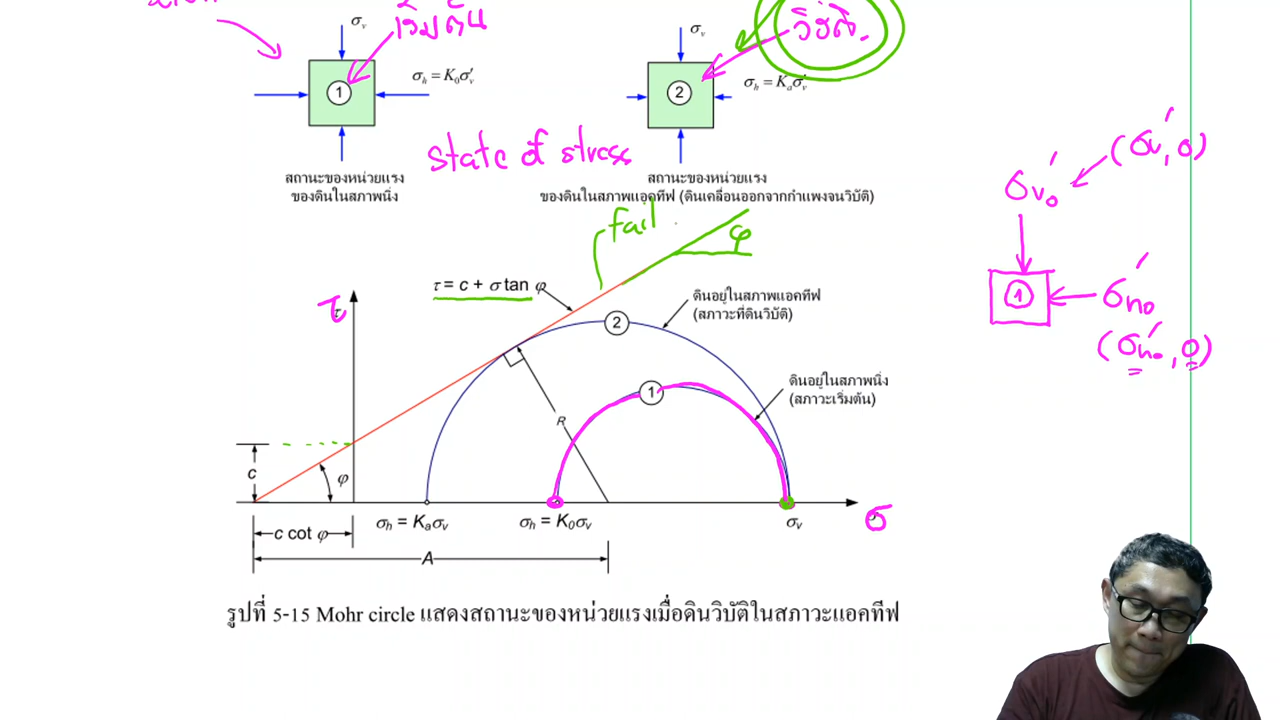 σᵥ
เริ่มต้น
σₕ = K₀σ′ᵥ
1
สถานะของหน่วยแรง
ของดินในสภาพนิ่ง
state of stress
σᵥ
วิบัติ
σₕ = Kₐσ′ᵥ
2
สถานะของหน่วยแรง
ของดินในสภาพแอคทีฟ (ดินเคลื่อนออกจากกำแพงจนวิบัติ)
(σᵥ′, 0)
σᵥ₀′
1
σₕ₀′
(σₕ₀′, 0)
fail
φ
τ
τ = c + σ tan φ
ดินอยู่ในสภาพแอคทีฟ
(สภาวะที่ดินวิบัติ)
2
ดินอยู่ในสภาพนิ่ง
(สภาวะเริ่มต้น)
1
R
c
φ
σₕ = Kₐσᵥ
σₕ = K₀σᵥ
σᵥ
σ
c cot φ
A
รูปที่ 5-15 Mohr circle แสดงสถานะของหน่วยแรงเมื่อดินวิบัติในสภาวะแอคทีฟ